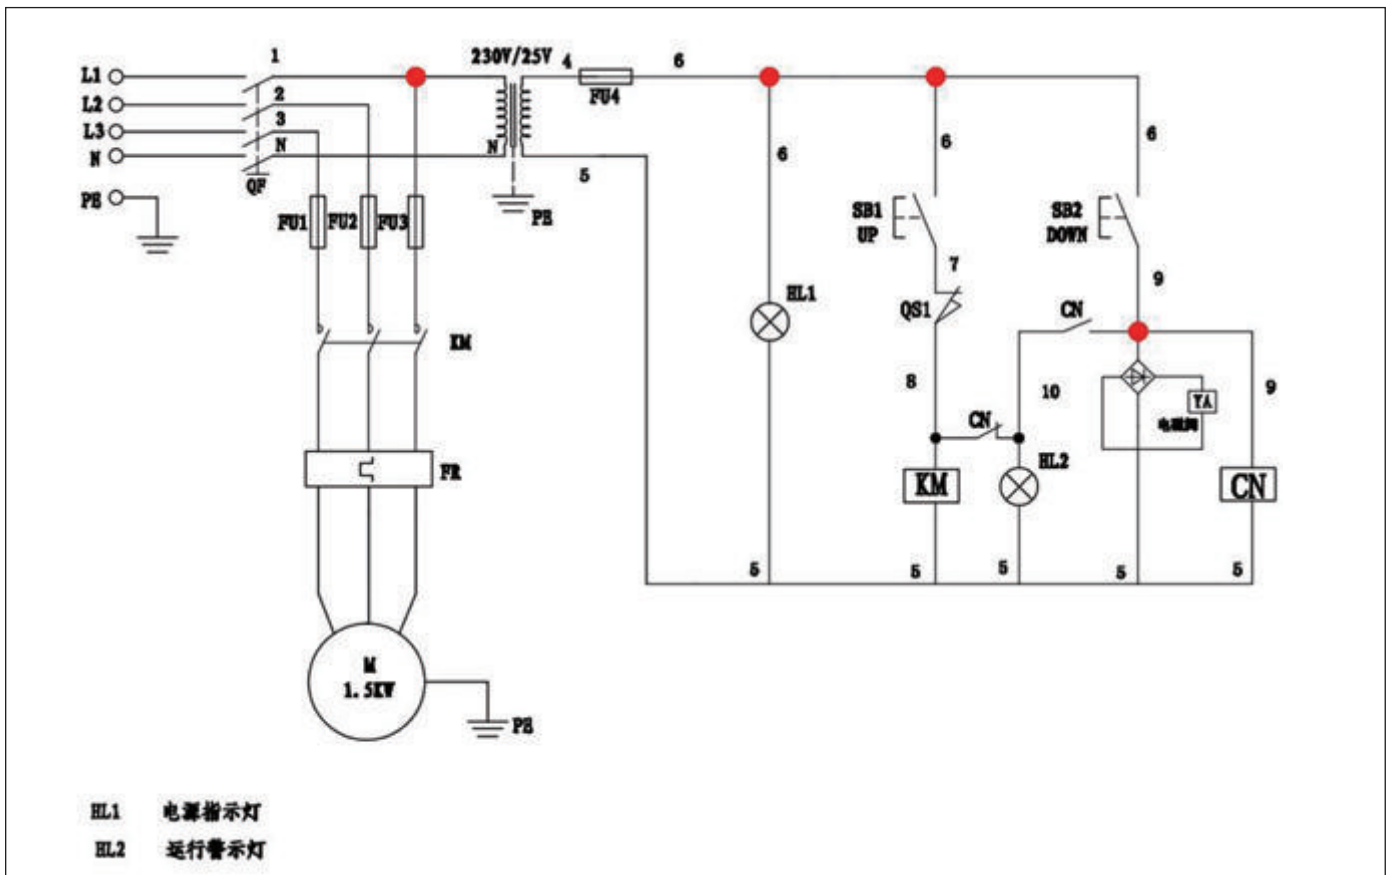 1
230V/25V
4
6
L1
FU4
L2
2
L3
3
N
N
N
QF
5
6
6
6
PE
PE
FU1
FU2
FU3
SB1
UP
SB2
DOWN
7
9
HL1
QS1
CN
KM
8
10
9
YA
电磁阀
CN
HL2
FR
KM
CN
5
5
5
5
5
M
1.5KW
PE
HL1 电源指示灯
HL2 运行警示灯